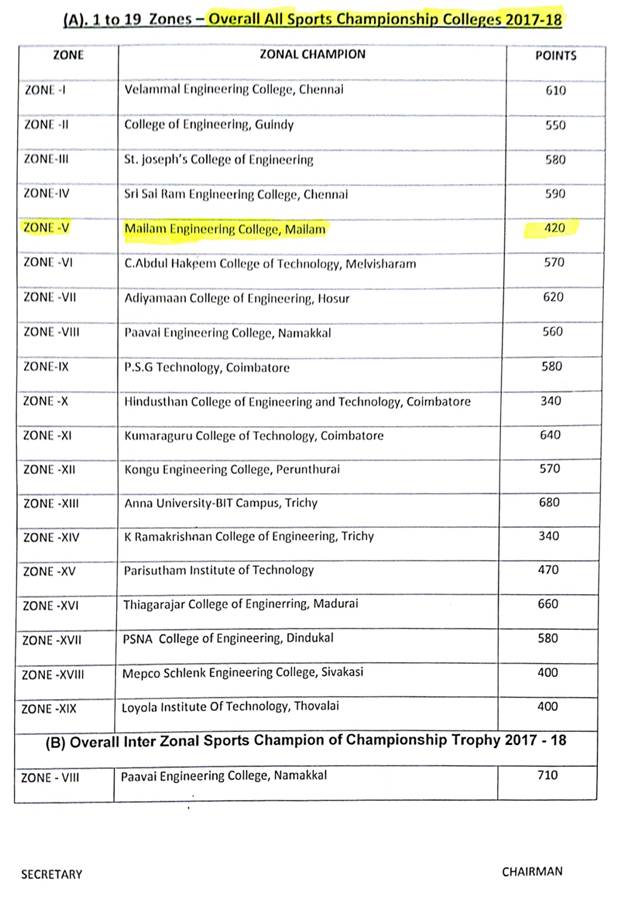 (A). 1 to 19 Zones – Overall All Sports Championship Colleges 2017-18
ZONE ZONAL CHAMPION POINTS
ZONE -I Velammal Engineering College, Chennai 610
ZONE -II College of Engineering, Guindy 550
ZONE-III St. joseph's College of Engineering 580
ZONE-IV Sri Sai Ram Engineering College, Chennai 590
ZONE -V Mailam Engineering College, Mailam 420
ZONE -VI C.Abdul Hakeem College of Technology, Melvisharam 570
ZONE -VII Adiyamaan College of Engineering, Hosur 620
ZONE -VIII Paavai Engineering College, Namakkal 560
ZONE-IX P.S.G Technology, Coimbatore 580
ZONE -X Hindusthan College of Engineering and Technology, Coimbatore 340
ZONE -XI Kumaraguru College of Technology, Coimbatore 640
ZONE -XII Kongu Engineering College, Perunthurai 570
ZONE -XIII Anna University-BIT Campus, Trichy 680
ZONE -XIV K Ramakrishnan College of Engineering, Trichy 340
ZONE -XV Parisutham Institute of Technology 470
ZONE -XVI Thiagarajar College of Enginerring, Madurai 660
ZONE -XVII PSNA College of Engineering, Dindukal 580
ZONE -XVIII Mepco Schlenk Engineering College, Sivakasi 400
ZONE -XIX Loyola Institute Of Technology, Thovalai 400
(B) Overall Inter Zonal Sports Champion of Championship Trophy 2017 - 18
ZONE - VIII Paavai Engineering College, Namakkal 710
SECRETARY CHAIRMAN